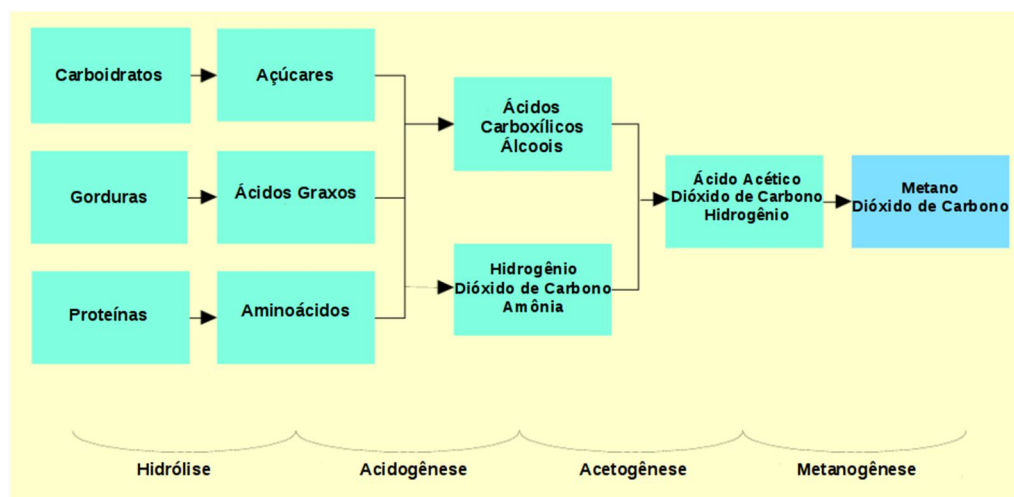 Carboidratos
Açúcares
Gorduras
Ácidos Graxos
Proteínas
Aminoácidos
Ácidos
Carboxílicos
Álcoois
Hidrogênio
Dióxido de Carbono
Amônia
Ácido Acético
Dióxido de Carbono
Hidrogênio
Metano
Dióxido de Carbono
Hidrólise
Acidogênese
Acetogênese
Metanogênese